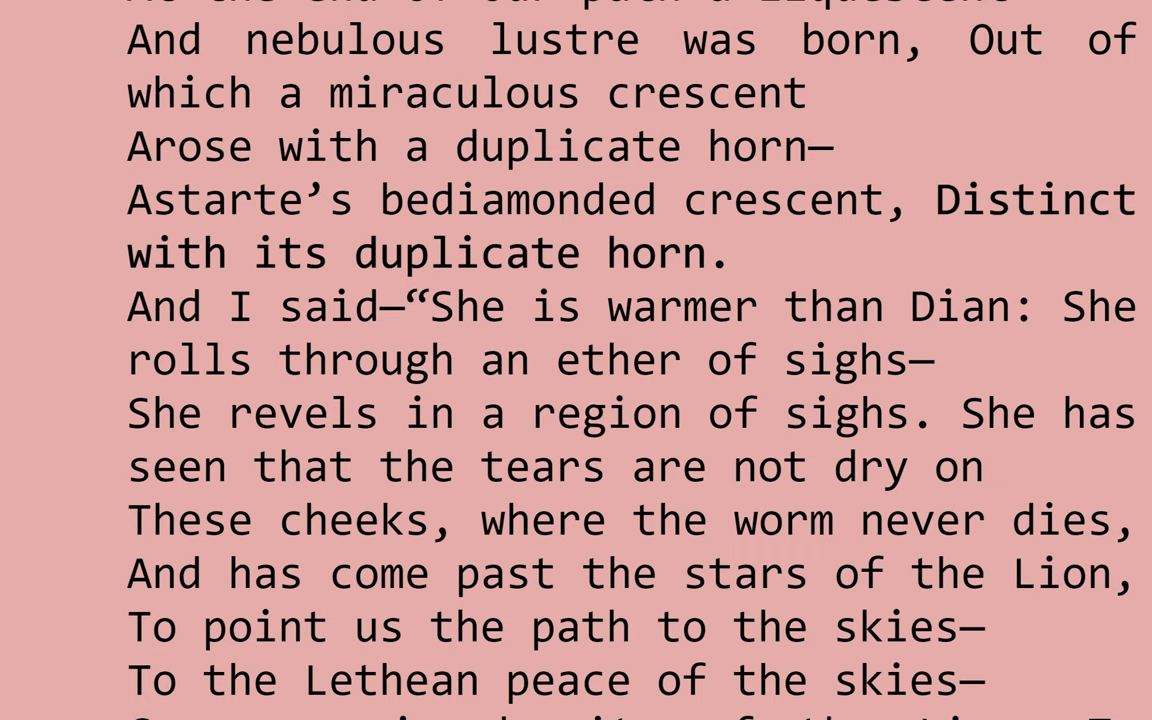 And nebulous lustre was born, Out of
which a miraculous crescent
Arose with a duplicate horn—
Astarte’s bediamonded crescent, Distinct
with its duplicate horn.
And I said—“She is warmer than Dian: She
rolls through an ether of sighs—
She revels in a region of sighs. She has
seen that the tears are not dry on
These cheeks, where the worm never dies,
And has come past the stars of the Lion,
To point us the path to the skies—
To the Lethean peace of the skies—